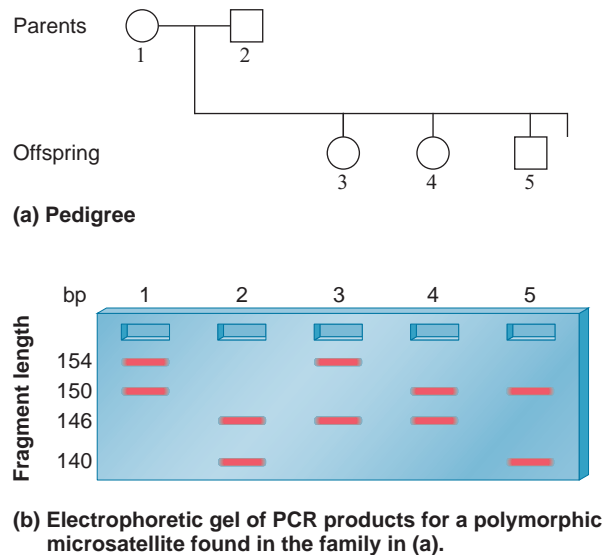 Parents
1 2
Offspring
3 4 5
(a) Pedigree
bp 1 2 3 4 5
Fragment length
154
150
146
140
(b) Electrophoretic gel of PCR products for a polymorphic
microsatellite found in the family in (a).